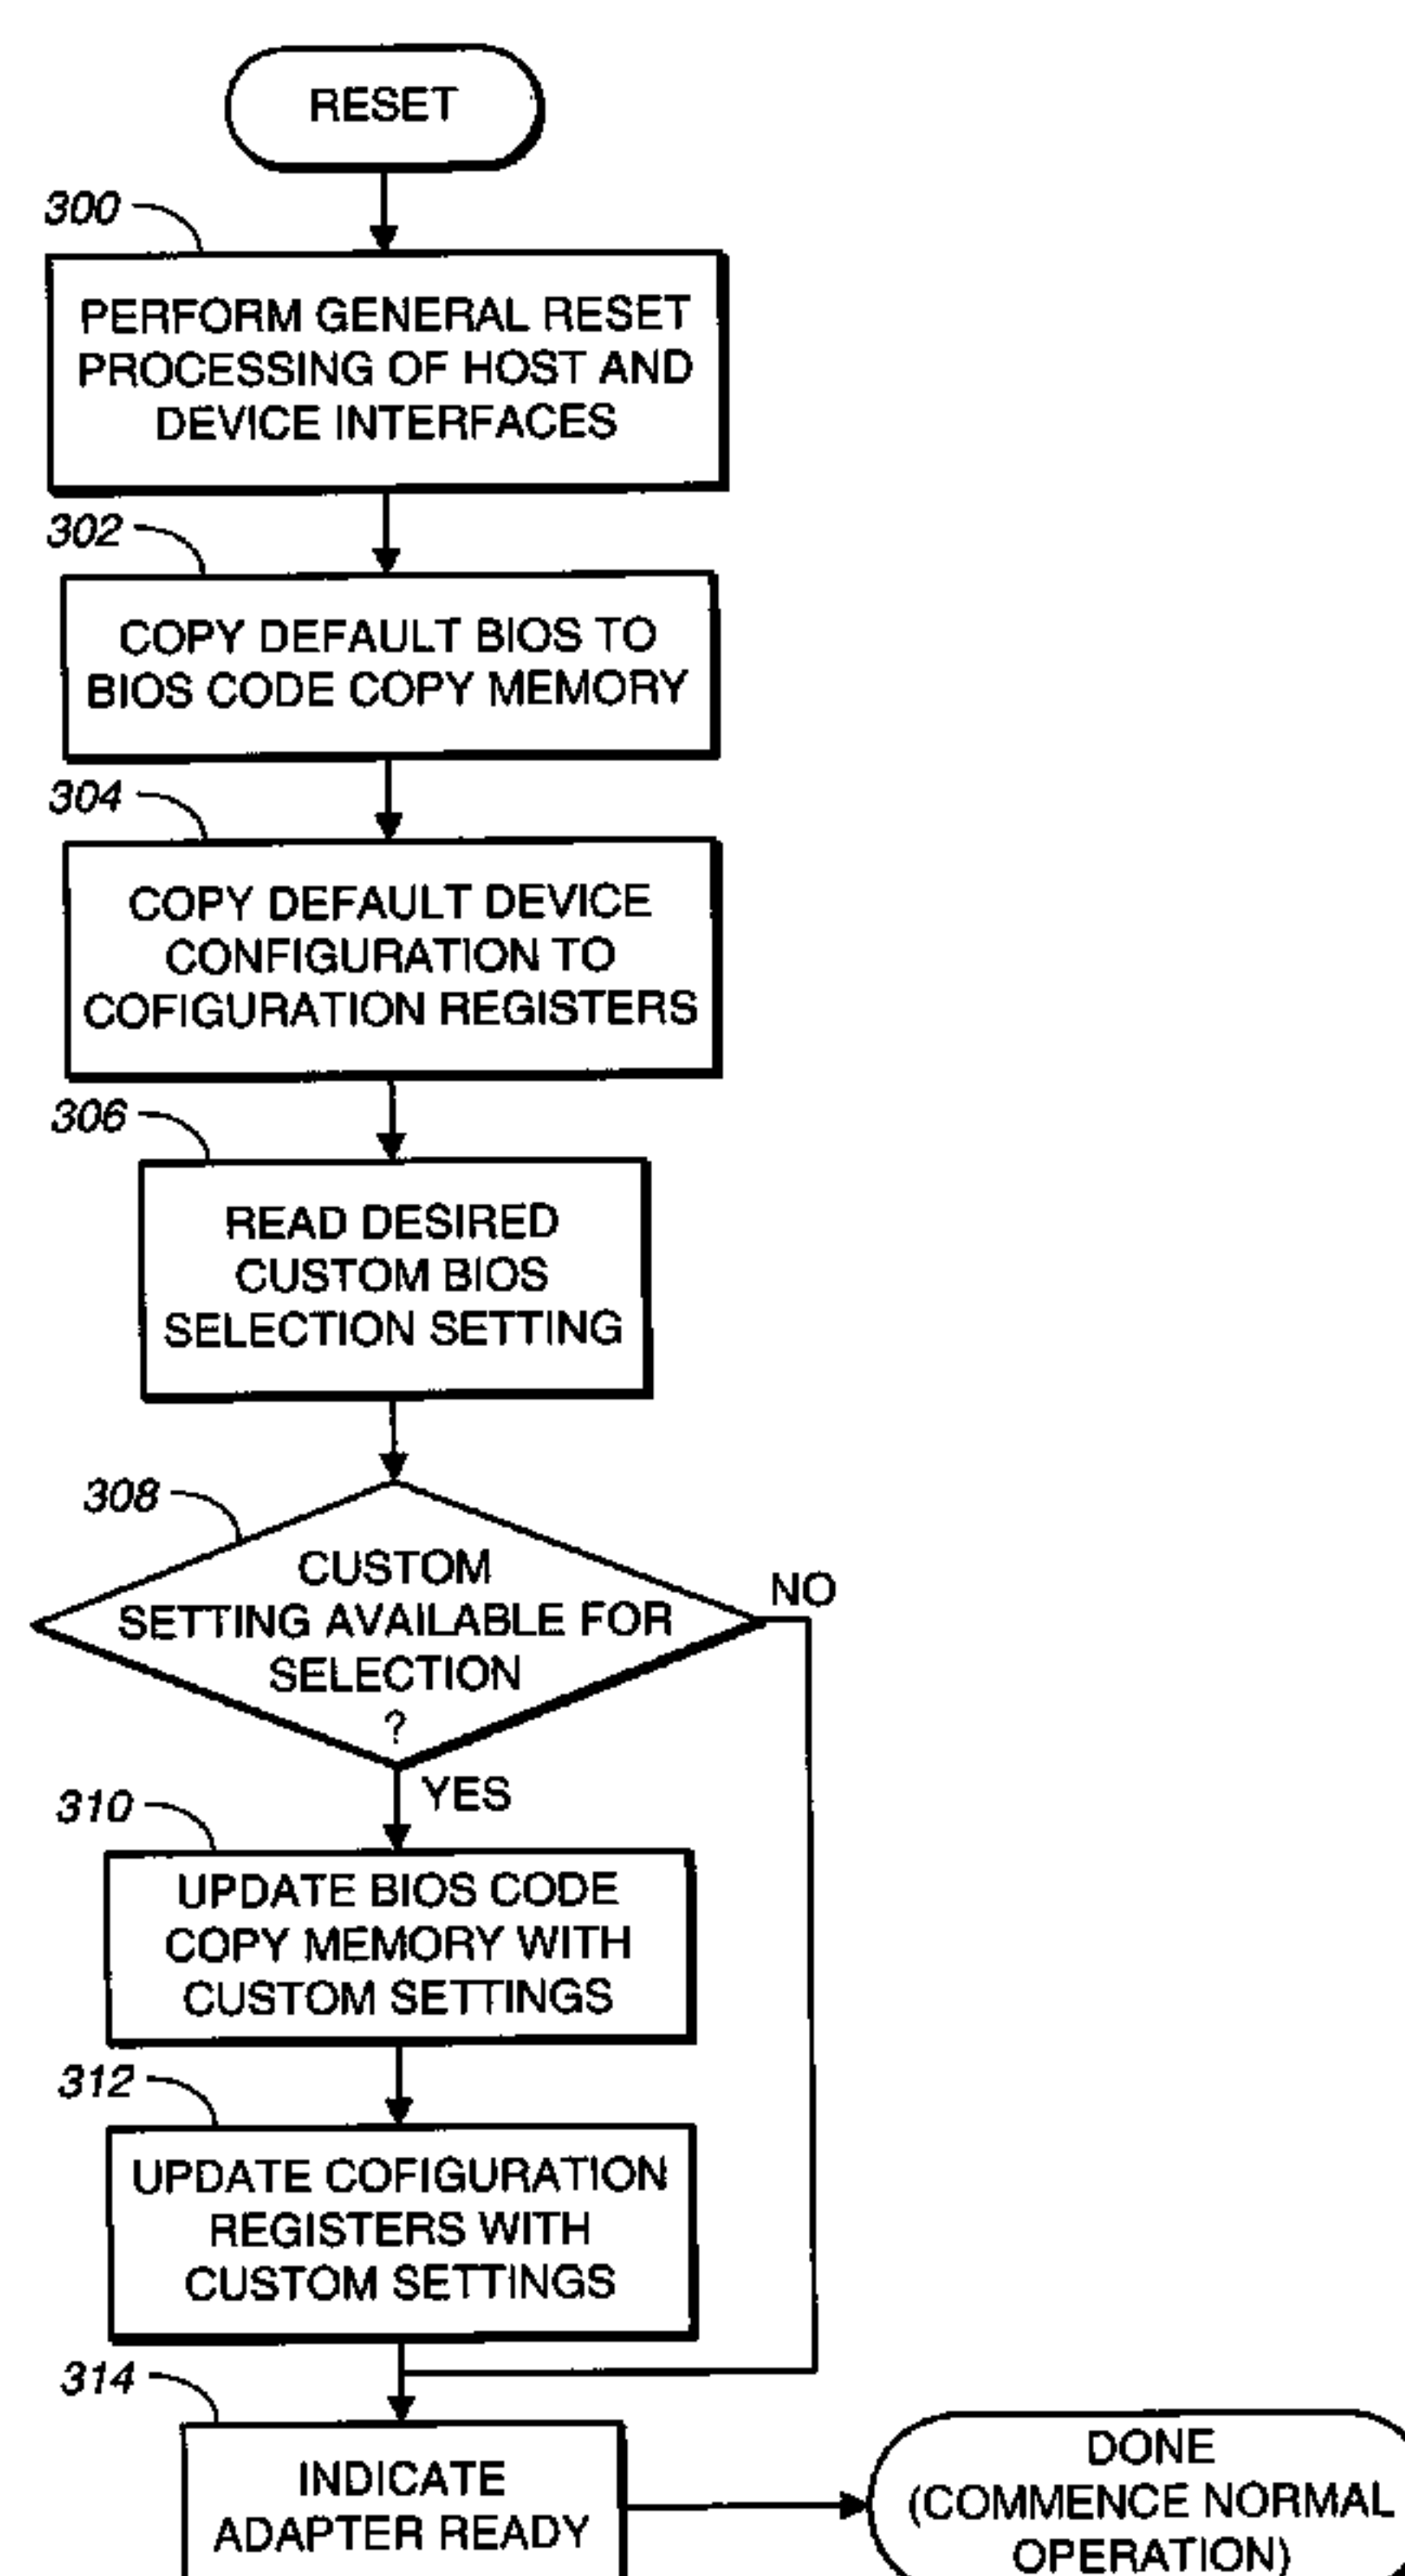 RESET
300
PERFORM GENERAL RESET
PROCESSING OF HOST AND
DEVICE INTERFACES
302
COPY DEFAULT BIOS TO
BIOS CODE COPY MEMORY
304
COPY DEFAULT DEVICE
CONFIGURATION TO
COFIGURATION REGISTERS
306
READ DESIRED
CUSTOM BIOS
SELECTION SETTING
308
CUSTOM
SETTING AVAILABLE FOR
SELECTION
?
NO
YES
310
UPDATE BIOS CODE
COPY MEMORY WITH
CUSTOM SETTINGS
312
UPDATE COFIGURATION
REGISTERS WITH
CUSTOM SETTINGS
314
INDICATE
ADAPTER READY
DONE
(COMMENCE NORMAL
OPERATION)